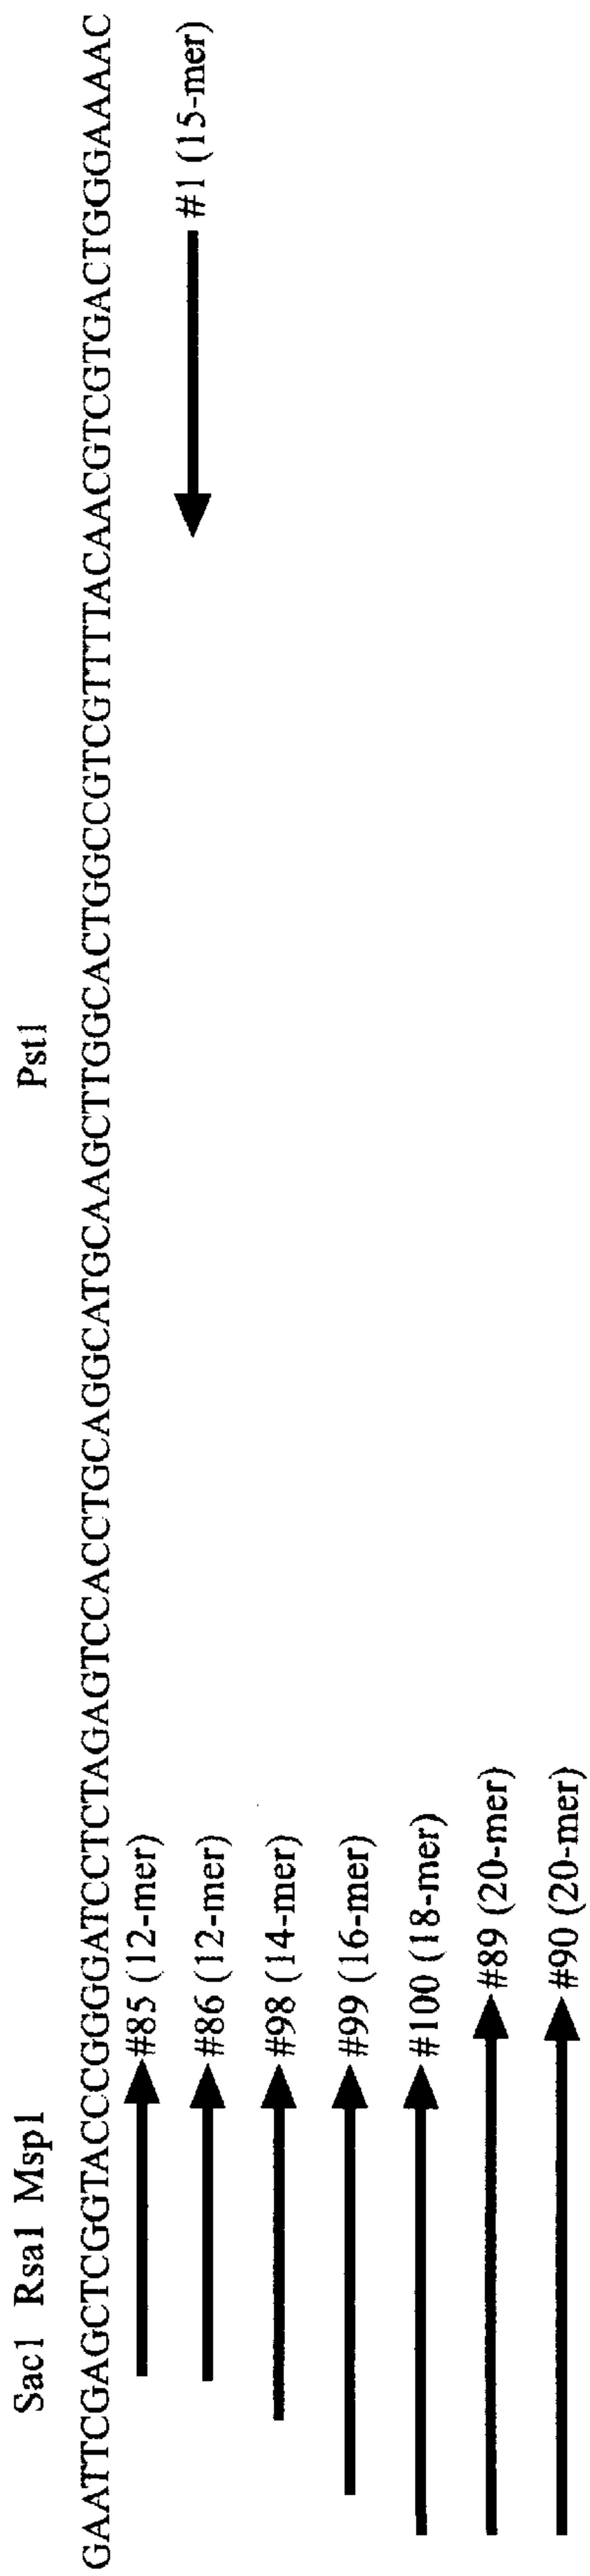 Sac1 Rsa1 Msp1 Pst1
GAATTCGAGCTCGGTACCCGGGGATCCTCTAGAGTCCACCTGCAGGCATGCAAGCTTGGCACTGGCCGTCGTTTTACAACGTCGTGACTGGGAAAAC
#85 (12-mer)
#1 (15-mer)
#86 (12-mer)
#98 (14-mer)
#99 (16-mer)
#100 (18-mer)
#89 (20-mer)
#90 (20-mer)